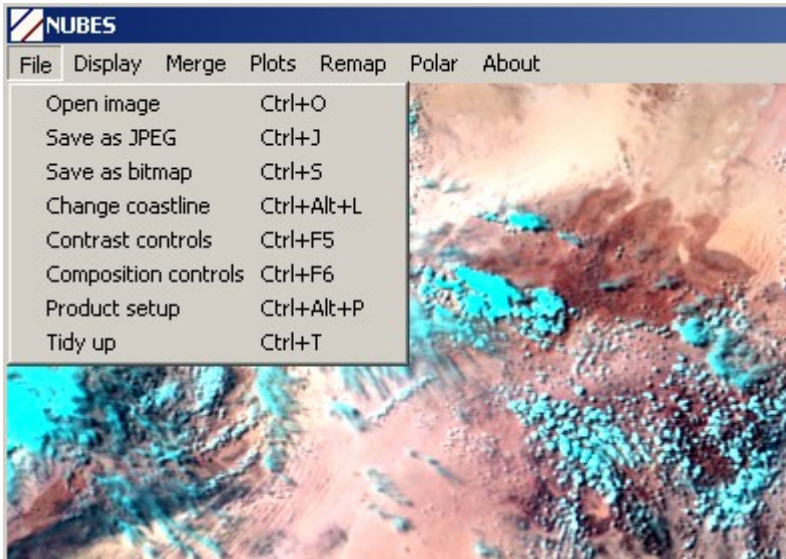 NUBES
File Display Merge Plots Remap Polar About
Open image Ctrl+O
Save as JPEG Ctrl+J
Save as bitmap Ctrl+S
Change coastline Ctrl+Alt+L
Contrast controls Ctrl+F5
Composition controls Ctrl+F6
Product setup Ctrl+Alt+P
Tidy up Ctrl+T